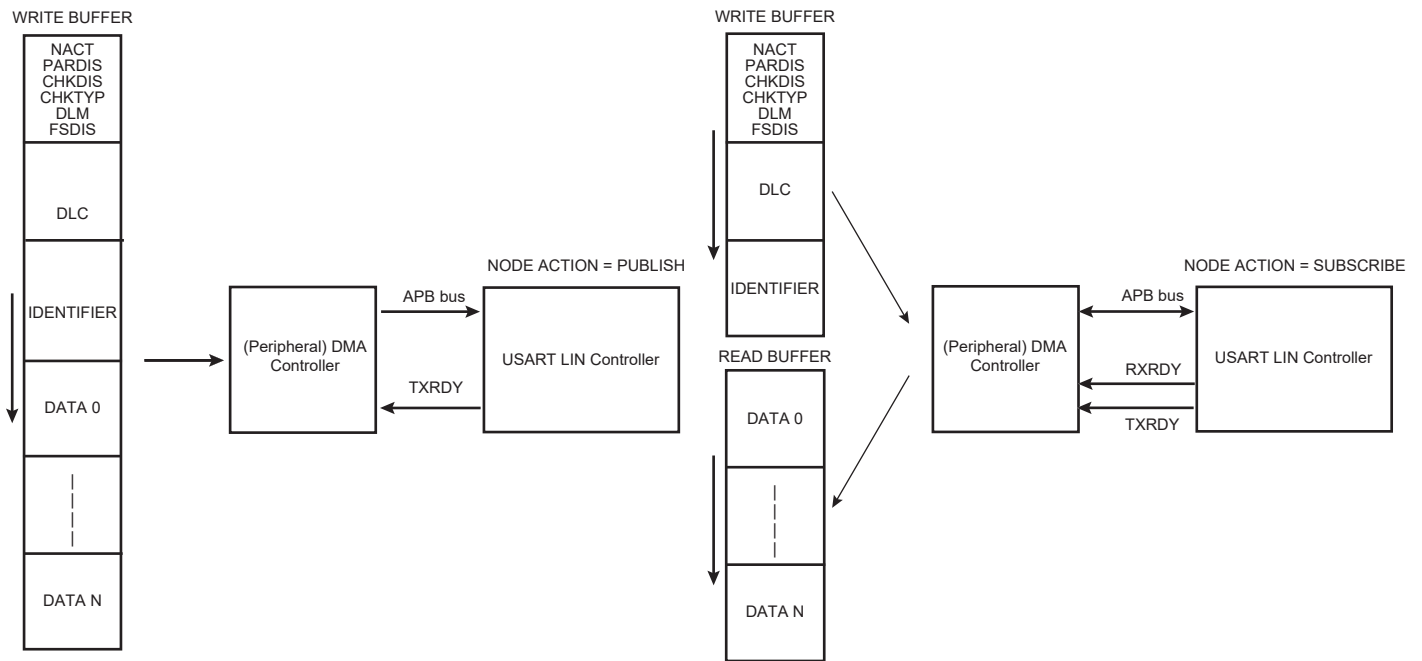 WRITE BUFFER
NACT
PARDIS
CHKDIS
CHKTYP
DLM
FSDIS
DLC
IDENTIFIER
DATA 0
DATA N
(Peripheral) DMA
Controller
APB bus
TXRDY
NODE ACTION = PUBLISH
USART LIN Controller
WRITE BUFFER
NACT
PARDIS
CHKDIS
CHKTYP
DLM
FSDIS
DLC
IDENTIFIER
READ BUFFER
DATA 0
DATA N
(Peripheral) DMA
Controller
APB bus
RXRDY
TXRDY
NODE ACTION = SUBSCRIBE
USART LIN Controller